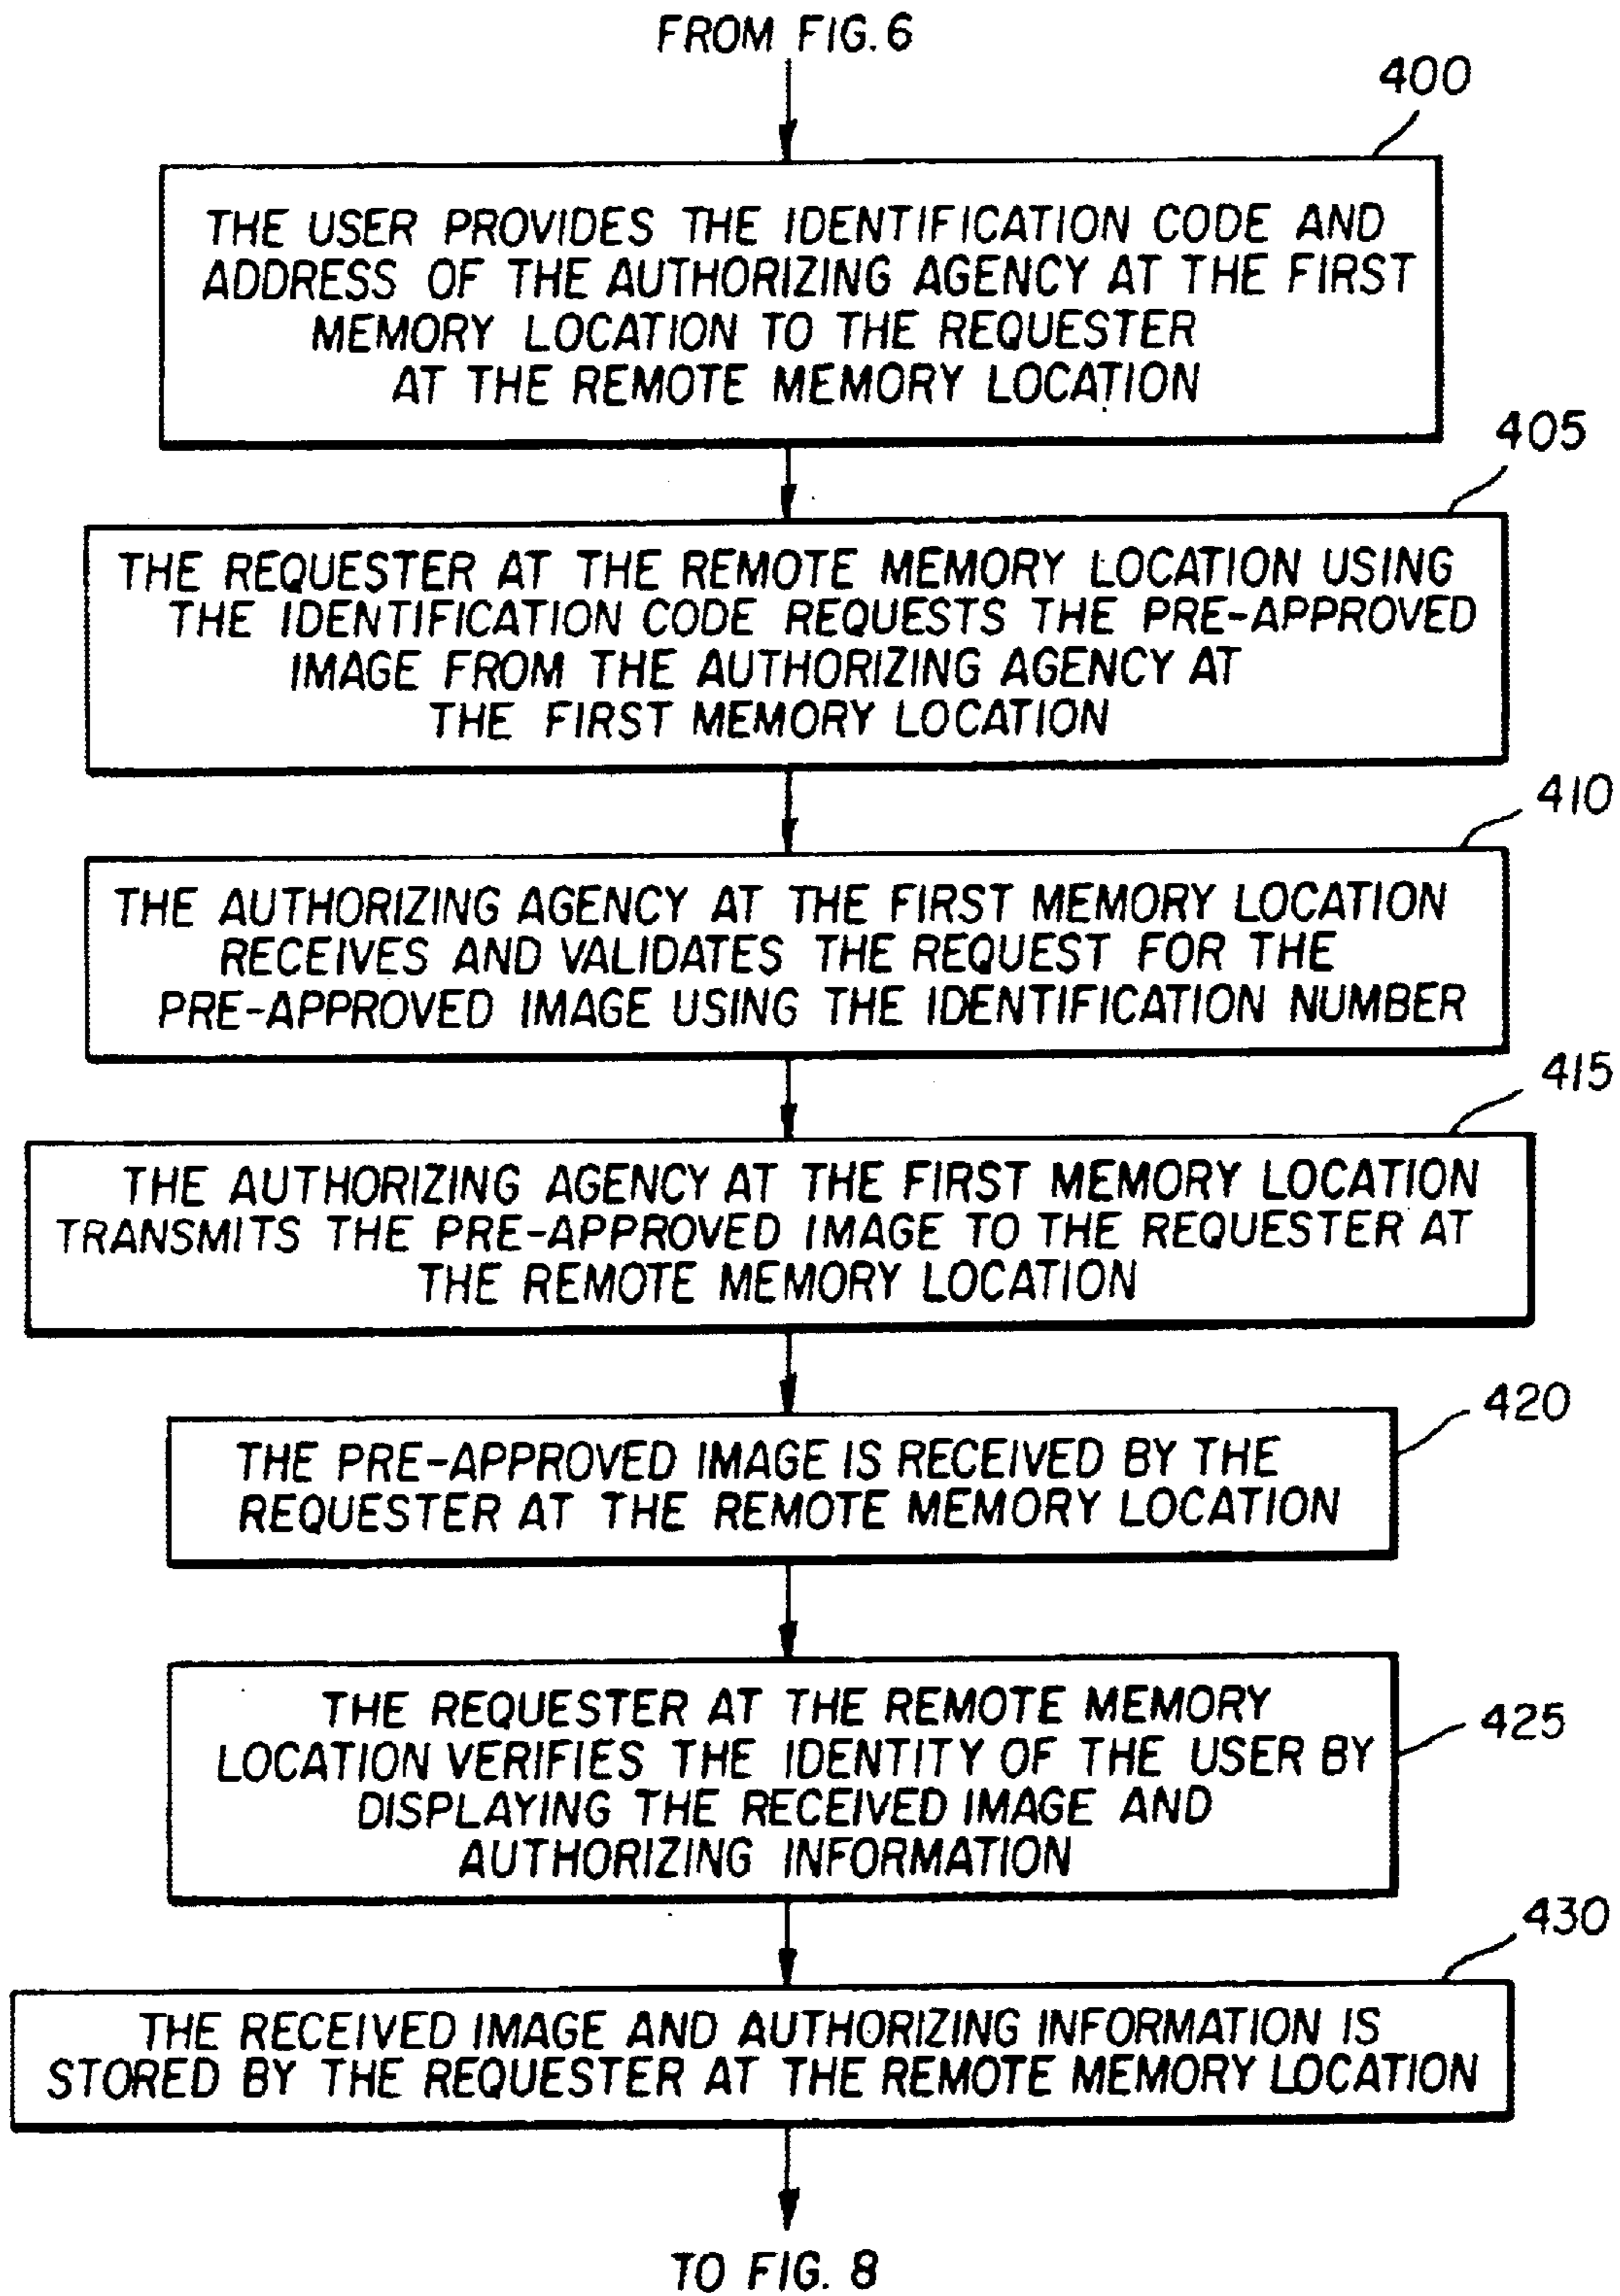 FROM FIG. 6
400
THE USER PROVIDES THE IDENTIFICATION CODE AND
ADDRESS OF THE AUTHORIZING AGENCY AT THE FIRST
MEMORY LOCATION TO THE REQUESTER
AT THE REMOTE MEMORY LOCATION
405
THE REQUESTER AT THE REMOTE MEMORY LOCATION USING
THE IDENTIFICATION CODE REQUESTS THE PRE-APPROVED
IMAGE FROM THE AUTHORIZING AGENCY AT
THE FIRST MEMORY LOCATION
410
THE AUTHORIZING AGENCY AT THE FIRST MEMORY LOCATION
RECEIVES AND VALIDATES THE REQUEST FOR THE
PRE-APPROVED IMAGE USING THE IDENTIFICATION NUMBER
415
THE AUTHORIZING AGENCY AT THE FIRST MEMORY LOCATION
TRANSMITS THE PRE-APPROVED IMAGE TO THE REQUESTER AT
THE REMOTE MEMORY LOCATION
420
THE PRE-APPROVED IMAGE IS RECEIVED BY THE
REQUESTER AT THE REMOTE MEMORY LOCATION
425
THE REQUESTER AT THE REMOTE MEMORY
LOCATION VERIFIES THE IDENTITY OF THE USER BY
DISPLAYING THE RECEIVED IMAGE AND
AUTHORIZING INFORMATION
430
THE RECEIVED IMAGE AND AUTHORIZING INFORMATION IS
STORED BY THE REQUESTER AT THE REMOTE MEMORY LOCATION
TO FIG. 8